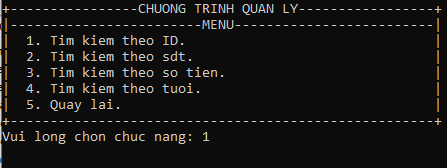 +----------------CHUONG TRINH QUAN LY-----------------+
|------------------------MENU-------------------------|
| 1. Tim kiem theo ID. |
| 2. Tim kiem theo sdt. |
| 3. Tim kiem theo so tien. |
| 4. Tim kiem theo tuoi. |
| 5. Quay lai. |
+-----------------------------------------------------+
Vui long chon chuc nang: 1